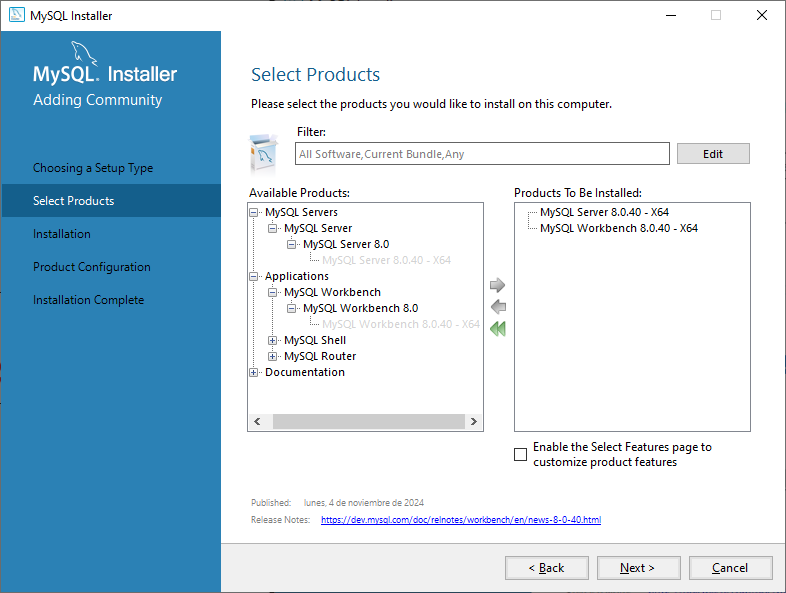 MySQL Installer
MySQL. Installer
Adding Community
Choosing a Setup Type
Select Products
Installation
Product Configuration
Installation Complete
Select Products
Please select the products you would like to install on this computer.
Filter:
All Software,Current Bundle,Any
Edit
Available Products:
MySQL Servers
MySQL Server
MySQL Server 8.0
MySQL Server 8.0.40 - X64
Applications
MySQL Workbench
MySQL Workbench 8.0
MySQL Workbench 8.0.40 - X64
MySQL Shell
MySQL Router
Documentation
Products To Be Installed:
MySQL Server 8.0.40 - X64
MySQL Workbench 8.0.40 - X64
Enable the Select Features page to
customize product features
Published: lunes, 4 de noviembre de 2024
Release Notes: https://dev.mysql.com/doc/relnotes/workbench/en/news-8-0-40.html
< Back
Next >
Cancel